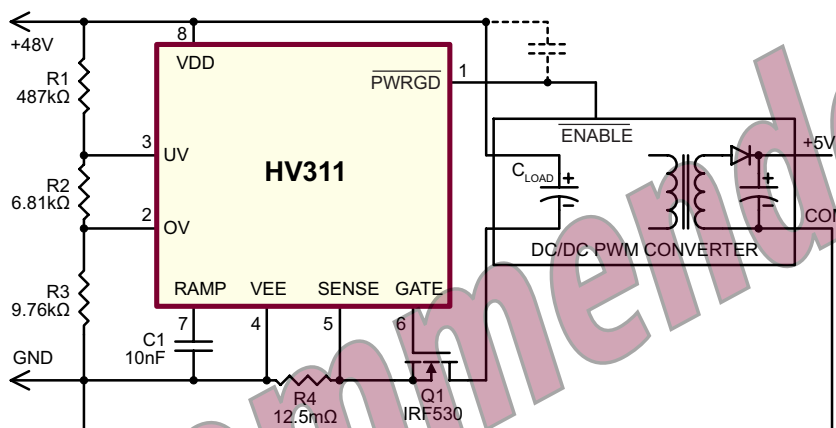 +48V
R1
487kΩ
R2
6.81kΩ
R3
9.76kΩ
GND
8
VDD
PWRGD
1
3
UV
HV311
2
OV
RAMP
VEE
SENSE
GATE
7
4
5
6
C1
10nF
R4
12.5mΩ
Q1
IRF530
ENABLE
CLOAD
+
−
+
−
DC/DC PWM CONVERTER
+5V
COM
mmende